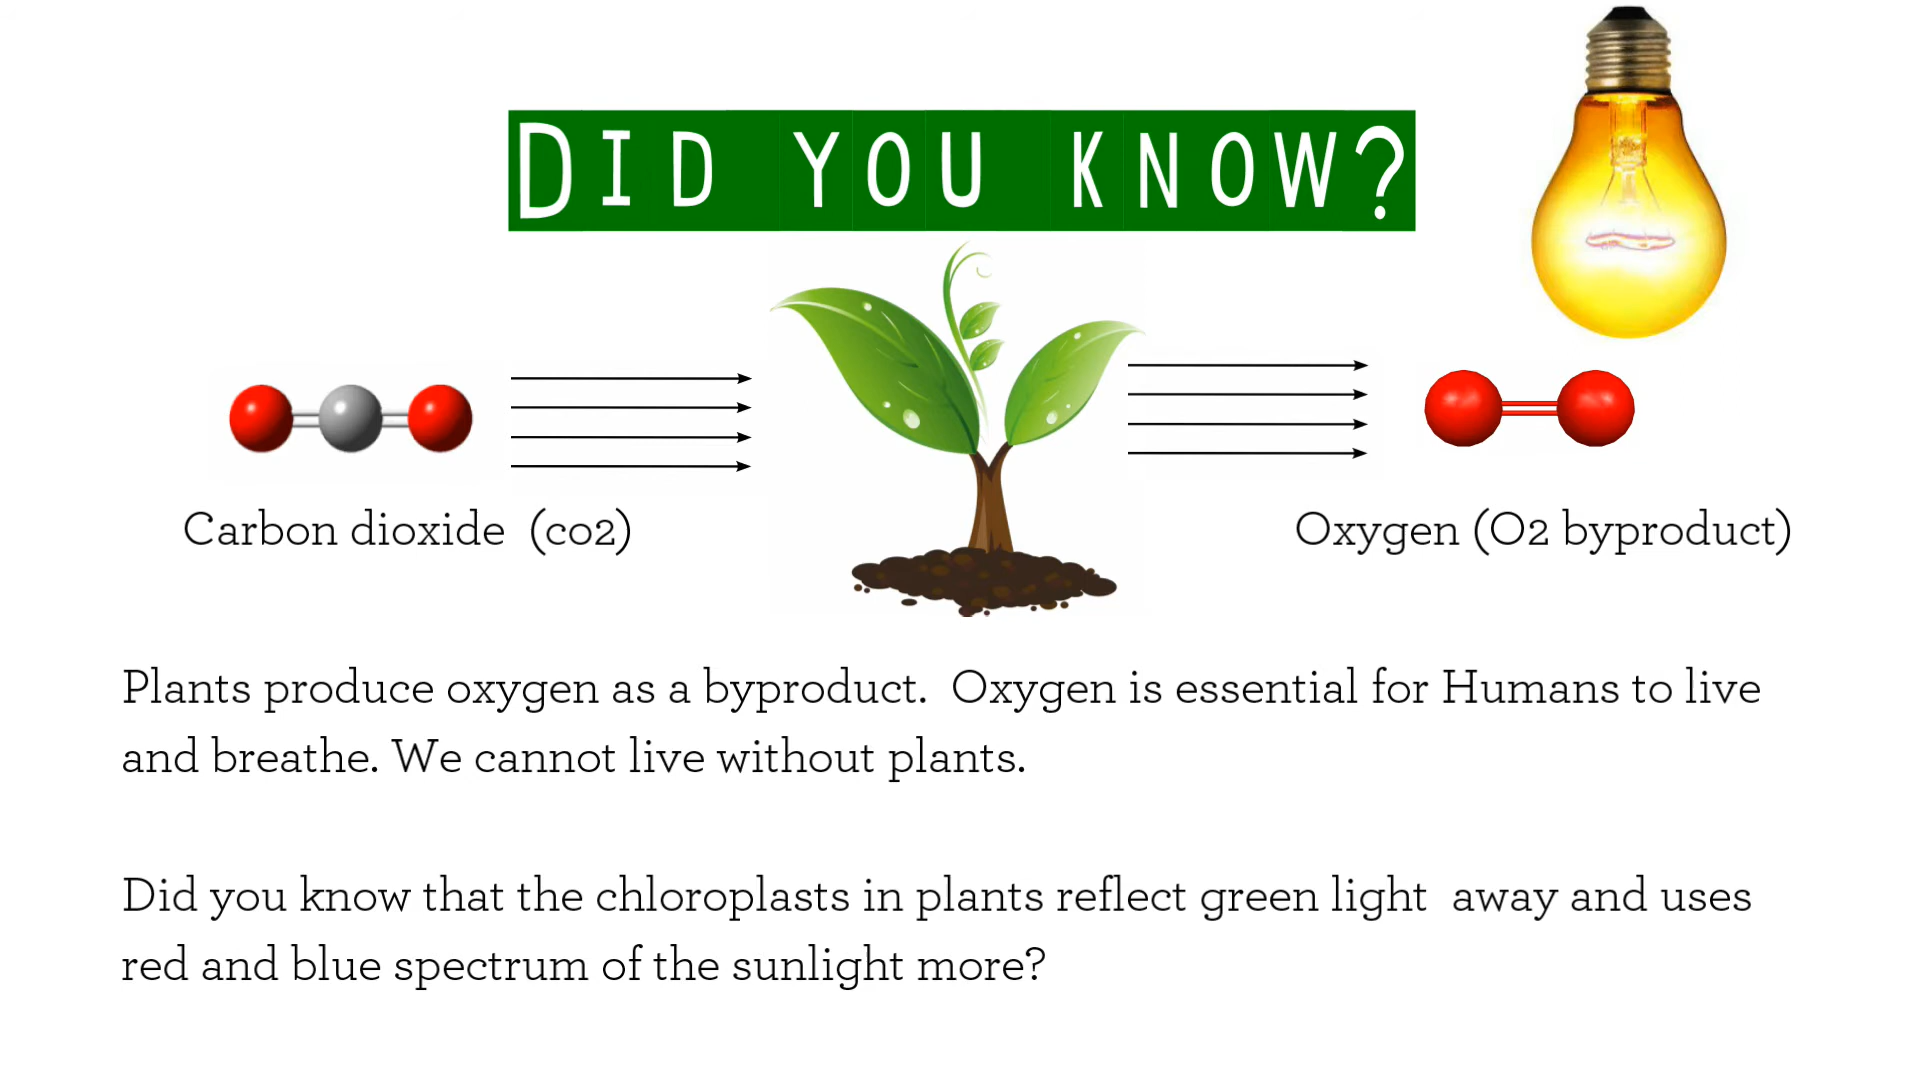 DID YOU KNOW?
Carbon dioxide (co2)
Oxygen (O2 byproduct)
Plants produce oxygen as a byproduct. Oxygen is essential for Humans to live
and breathe. We cannot live without plants.
Did you know that the chloroplasts in plants reflect green light away and uses
red and blue spectrum of the sunlight more?